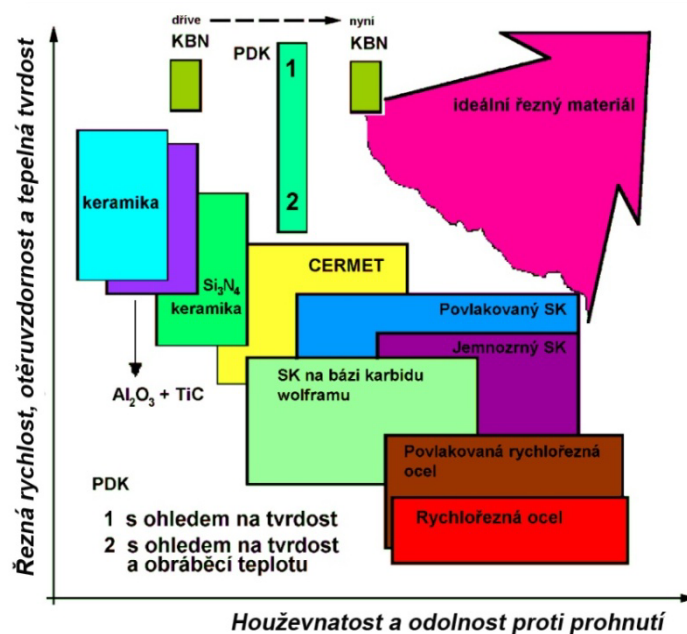 dříve
nyní
KBN
KBN
PDK
1
2
ideální řezný materiál
keramika
Si₃N₄
keramika
CERMET
Povlakovaný SK
Jemnozrný SK
SK na bázi karbidu
wolframu
Al₂O₃ + TiC
Povlakovaná rychlořezná
ocel
Rychlořezná ocel
PDK
1 s ohledem na tvrdost
2 s ohledem na tvrdost
a obráběcí teplotu
Řezná rychlost, otěruvzdornost a tepelná tvrdost
Houževnatost a odolnost proti prohnutí